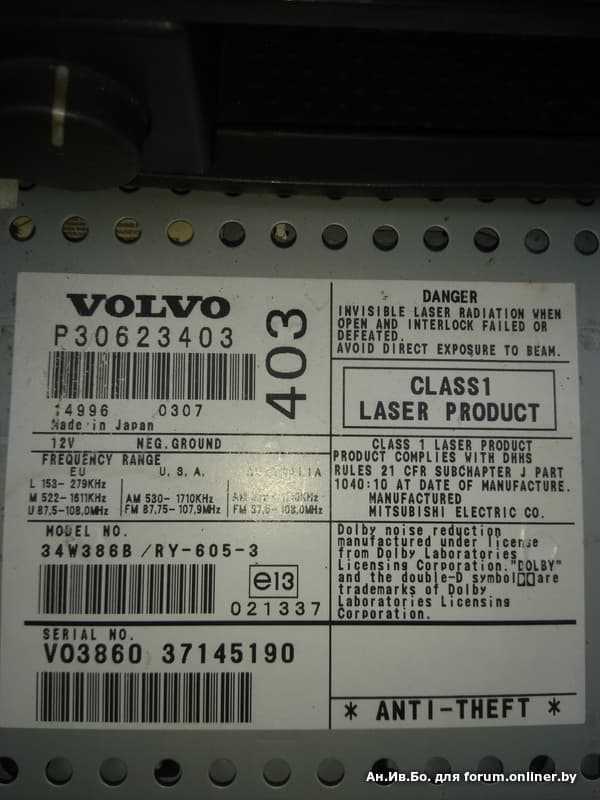 VOLVO
P30623403
403
14996 0307
Made in Japan
12V NEG.GROUND
FREQUENCY RANGE
EU U.S.A. AUSTRALIA
L 153-279KHz
M 522-1611KHz AM 530-1710KHz
U 87,5-108,0MHz FM 87,75-107,9MHz
MODEL NO.
34W386B/RY-605-3
e13
021337
SERIAL NO.
VO3860 37145190
DANGER
INVISIBLE LASER RADIATION WHEN
OPEN AND INTERLOCK FAILED OR
DEFEATED.
AVOID DIRECT EXPOSURE TO BEAM.
CLASS1
LASER PRODUCT
CLASS 1 LASER PRODUCT
PRODUCT COMPLIES WITH DHHS
RULES 21 CFR SUBCHAPTER J PART
1040:10 AT DATE OF MANUFACTURE.
MANUFACTURED
MITSUBISHI ELECTRIC CO.
Dolby noise reduction
manufactured under license
from Dolby Laboratories
Licensing Corporation."DOLBY"
and the double-D symbol are
trademarks of Dolby
Laboratories Licensing
Corporation.
* ANTI-THEFT *
Ан.Ив.Бо. для forum.onliner.by